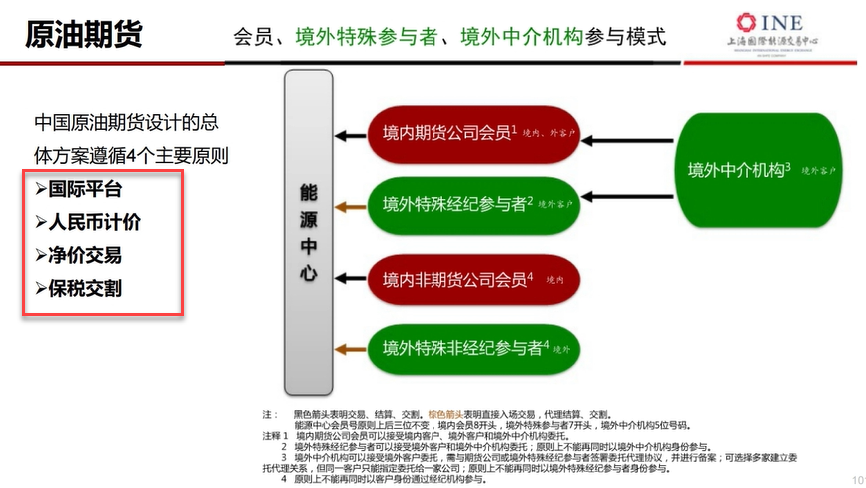 原油期货
会员、境外特殊参与者、境外中介机构参与模式
INE
上海国际能源交易中心
中国原油期货设计的总
体方案遵循4个主要原则
➢国际平台
➢人民币计价
➢净价交易
➢保税交割
能源中心
境内期货公司会员1 境内、外客户
境外特殊经纪参与者2 境外客户
境内非期货公司会员4 境内
境外特殊非经纪参与者4 境外
境外中介机构3 境外客户
注： 黑色箭头表明交易、结算、交割。棕色箭头表明直接入场交易，代理结算、交割。
能源中心会员号原则上后三位不变，境内会员8开头，境外特殊参与者7开头，境外中介机构5位号码。
注释 1 境内期货公司会员可以接受境内客户、境外客户和境外中介机构委托。
2 境外特殊经纪参与者可以接受境外客户和境外中介机构委托；原则上不能再同时以境外中介机构身份参与。
3 境外中介机构可以接受境外客户委托，需与期货公司或境外特殊经纪参与者签署委托代理协议，并进行备案；可选择多家建立委
托代理关系，但同一客户只能指定委托给一家公司；原则上不能再同时以境外特殊经纪参与者身份参与。
4 原则上不能再同时以客户身份通过经纪机构参与。
10